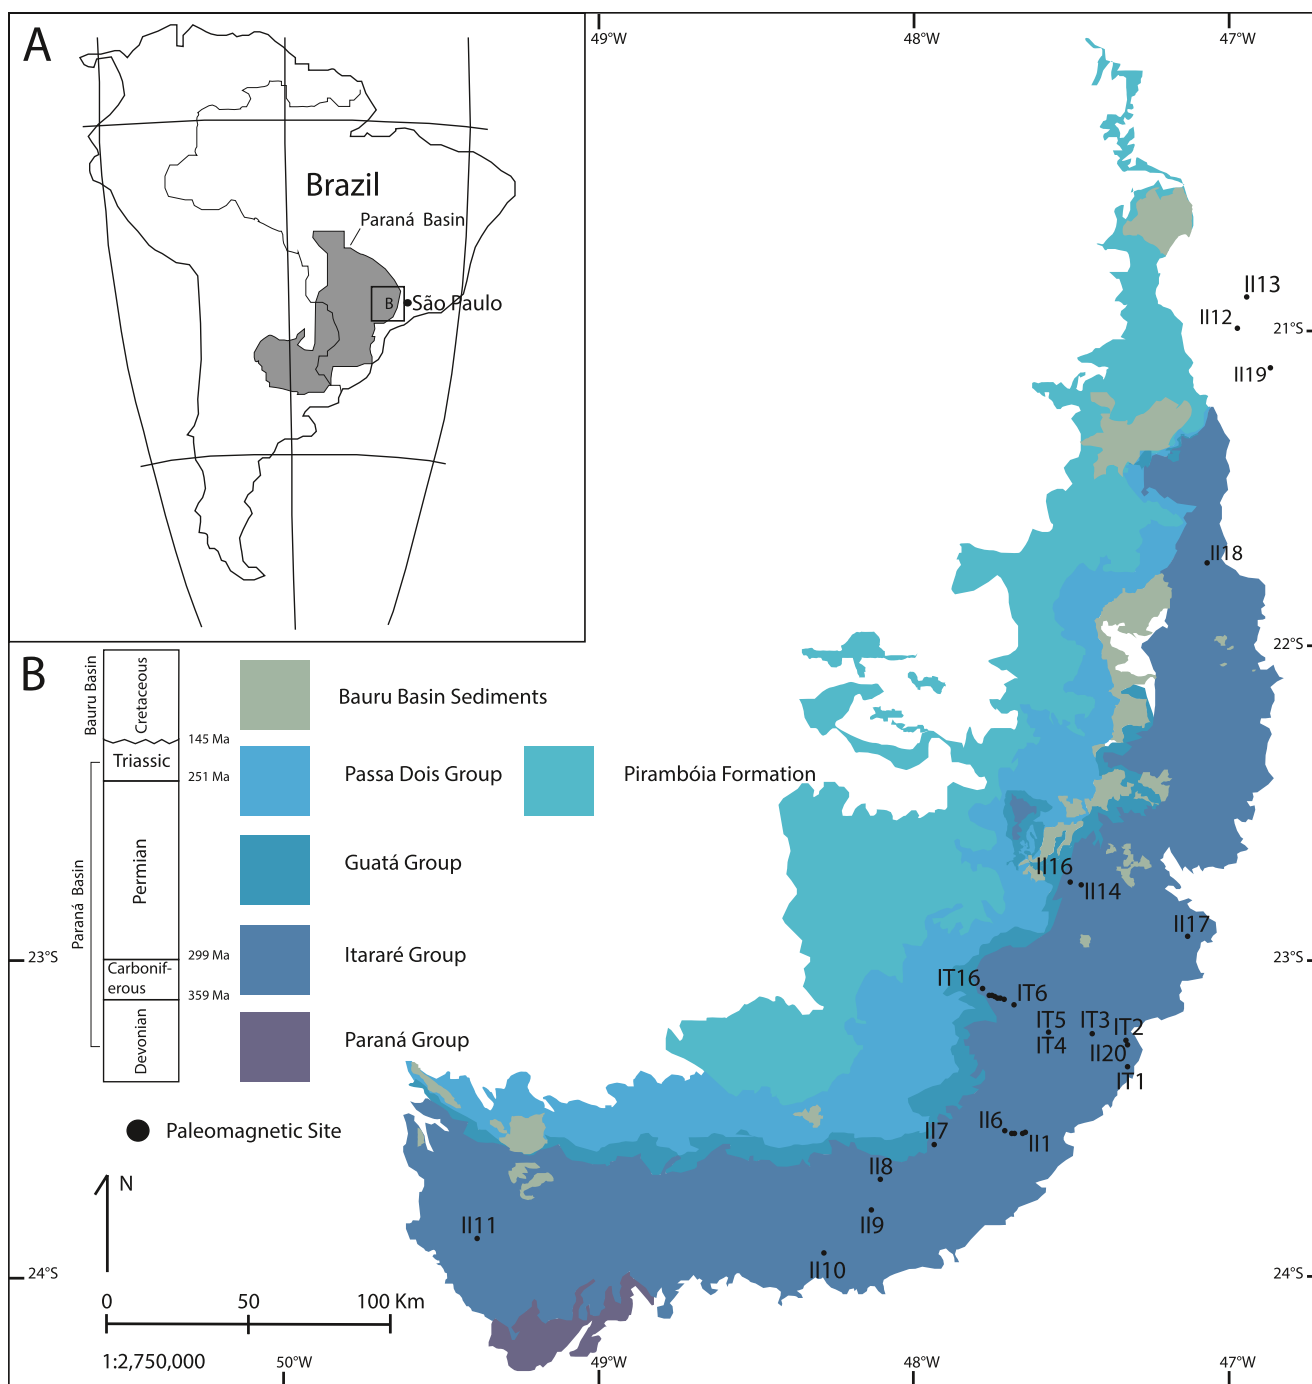 A
Brazil
Paraná Basin
B
São Paulo
49°W
48°W
47°W
II13
II12
21°S
II19
II18
22°S
B
Bauru Basin
Cretaceous
145 Ma
Triassic
251 Ma
Paraná Basin
Permian
299 Ma
Carbonif-
erous
359 Ma
Devonian
Bauru Basin Sediments
Passa Dois Group
Pirambóia Formation
Guatá Group
Itararé Group
Paraná Group
Paleomagnetic Site
II16
II14
II17
23°S
23°S
IT16
IT6
IT5
IT4
IT3
IT2
II20
IT1
II6
II1
II7
II8
II9
II10
II11
N
24°S
24°S
0
50
100 Km
1:2,750,000
50°W
49°W
48°W
47°W